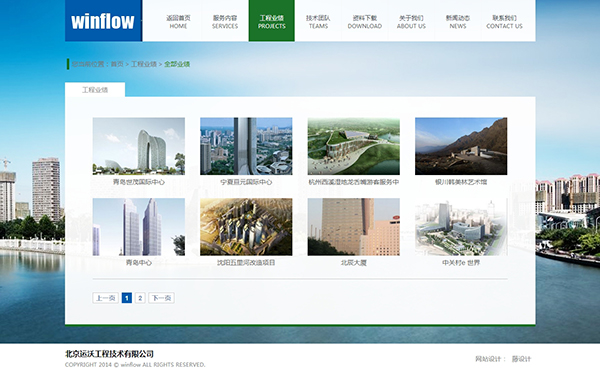 winflow
返回首页 服务内容 工程业绩 技术团队 资料下载 关于我们 新闻动态 联系我们
HOME SERVICES PROJECTS TEAMS DOWNLOAD ABOUT US NEWS CONTACT US
您当前位置：首页 > 工程业绩 > 全部业绩
工程业绩
青岛世茂国际中心 宁夏亘元国际中心 杭州西溪湿地龙舌嘴游客服务中 银川韩美林艺术馆
青岛中心 沈阳五里河改造项目 北辰大厦 中关村e 世界
上一页 1 2 下一页
北京运沃工程技术有限公司
COPYRIGHT 2014 © winflow ALL RIGHTS RESERVED.
网站设计： 藤设计